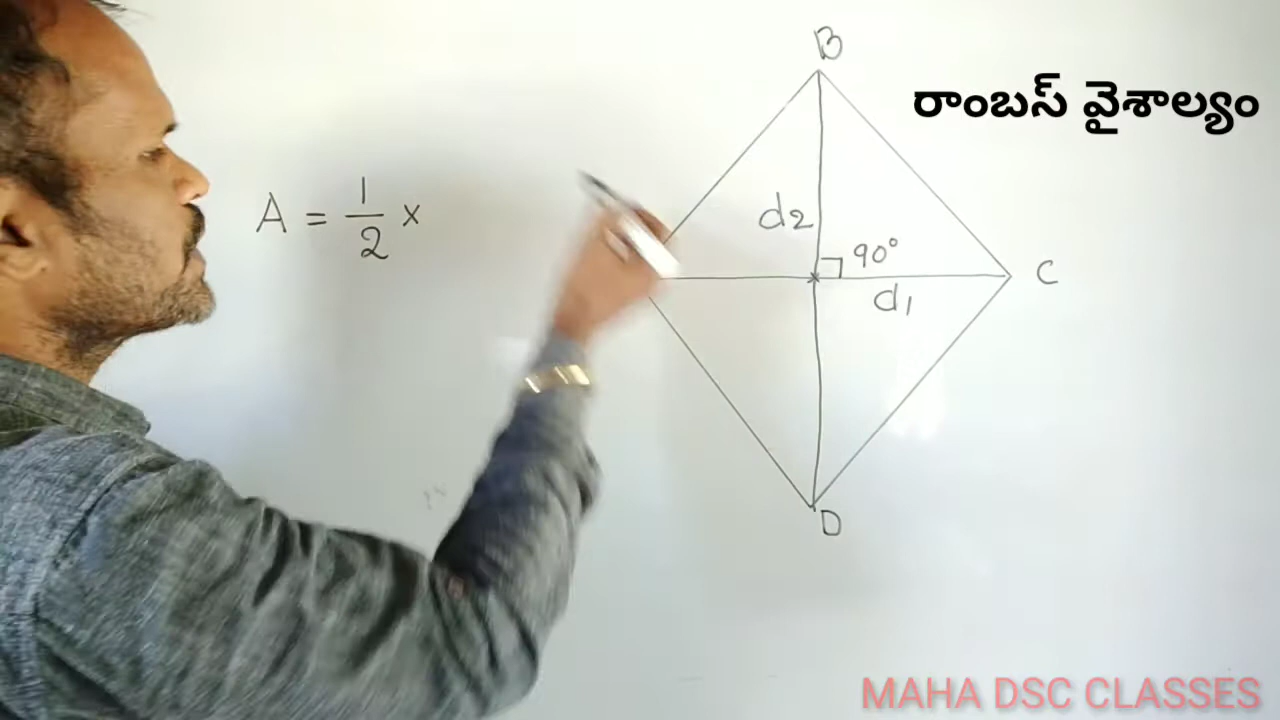 B
రాంబస్ వైశాల్యం
A = 1/2 x
d2
90°
C
d1
D
MAHA DSC CLASSES